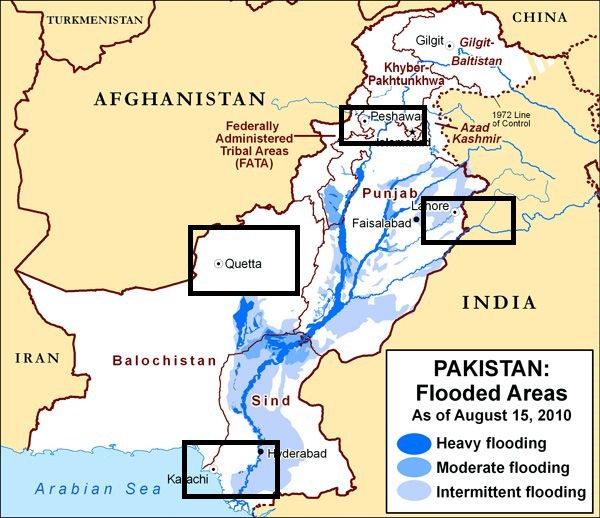 TURKMENISTAN
CHINA
Gilgit
Gilgit-
Baltistan
Khyber-
Pakhtunkhwa
AFGHANISTAN
Peshawa
1972 Line
of Control
Federally
Administered
Tribal Areas
(FATA)
Azad
Kashmir
Punjab
Lahore
Faisalabad
Quetta
INDIA
IRAN
Balochistan
Sind
Hyderabad
Karachi
Arabian Sea
PAKISTAN:
Flooded Areas
As of August 15, 2010
Heavy flooding
Moderate flooding
Intermittent flooding